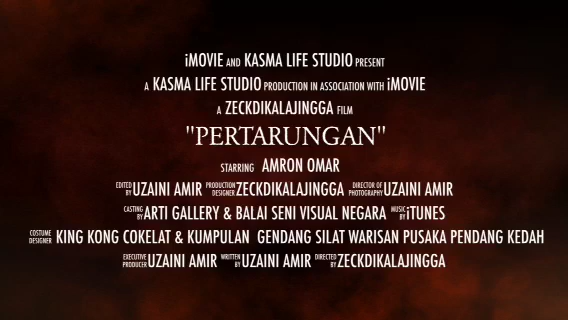 iMOVIE AND KASMA LIFE STUDIO PRESENT
A KASMA LIFE STUDIO PRODUCTION IN ASSOCIATION WITH iMOVIE
A ZECKDIKALAJINGGA FILM
"PERTARUNGAN"
STARRING AMRON OMAR
EDITED BY UZAINI AMIR PRODUCTION DESIGNER ZECKDIKALAJINGGA DIRECTOR OF PHOTOGRAPHY UZAINI AMIR
CASTING BY ARTI GALLERY & BALAI SENI VISUAL NEGARA MUSIC BY iTUNES
COSTUME DESIGNER KING KONG COKELAT & KUMPULAN GENDANG SILAT WARISAN PUSAKA PENDANG KEDAH
EXECUTIVE PRODUCER UZAINI AMIR WRITTEN BY UZAINI AMIR DIRECTED BY ZECKDIKALAJINGGA